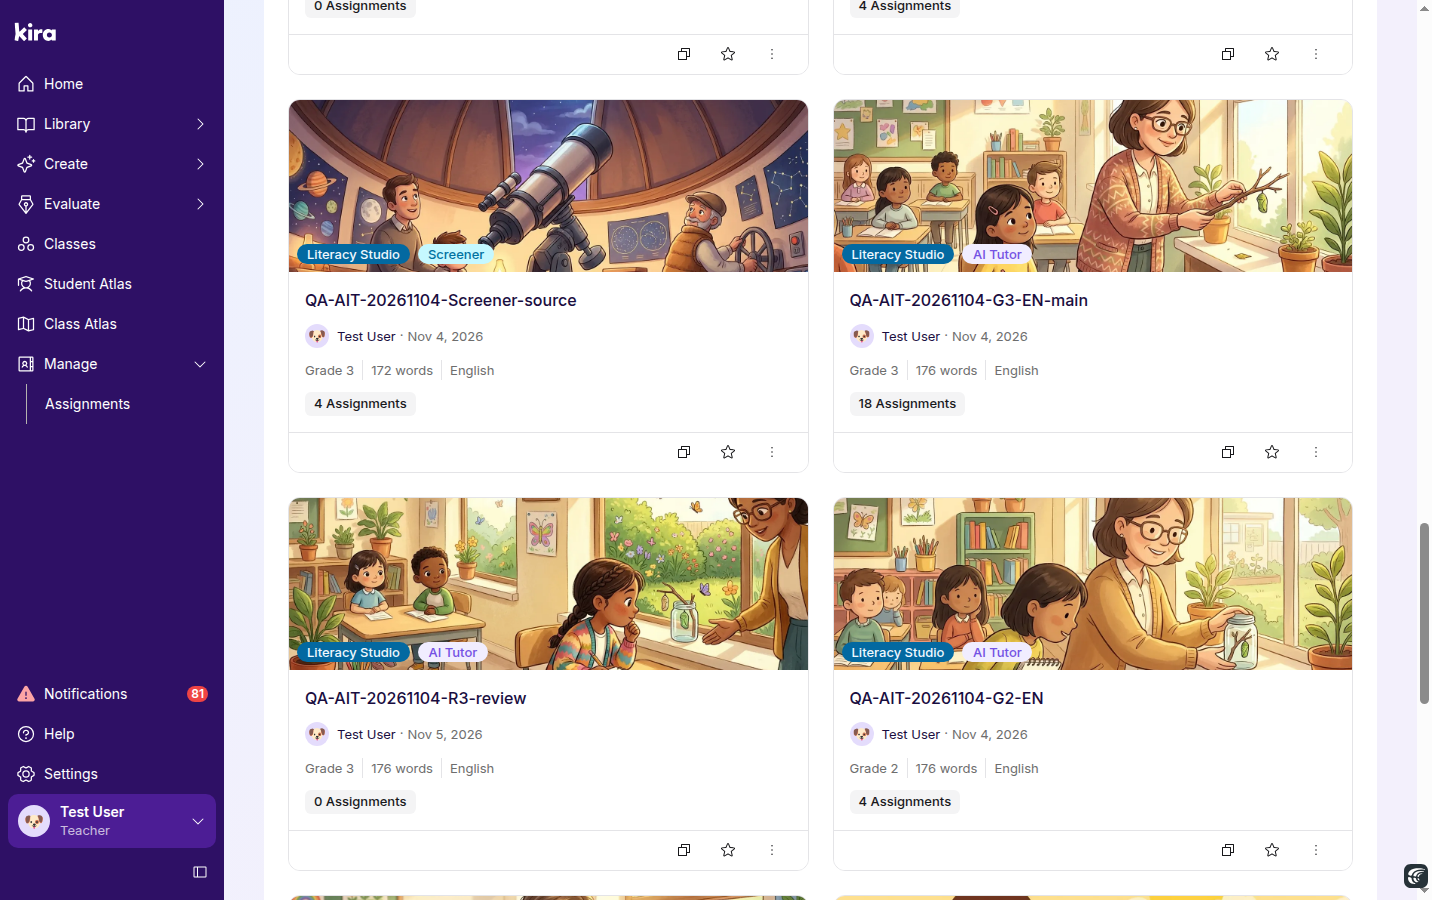 kira
Home
Library
Create
Evaluate
Classes
Student Atlas
Class Atlas
Manage
Assignments
Notifications 81
Help
Settings
Test User
Teacher
0 Assignments
4 Assignments
Literacy Studio Screener
QA-AIT-20261104-Screener-source
Test User · Nov 4, 2026
Grade 3 172 words English
4 Assignments
Literacy Studio AI Tutor
QA-AIT-20261104-G3-EN-main
Test User · Nov 4, 2026
Grade 3 176 words English
18 Assignments
Literacy Studio AI Tutor
QA-AIT-20261104-R3-review
Test User · Nov 5, 2026
Grade 3 176 words English
0 Assignments
Literacy Studio AI Tutor
QA-AIT-20261104-G2-EN
Test User · Nov 4, 2026
Grade 2 176 words English
4 Assignments